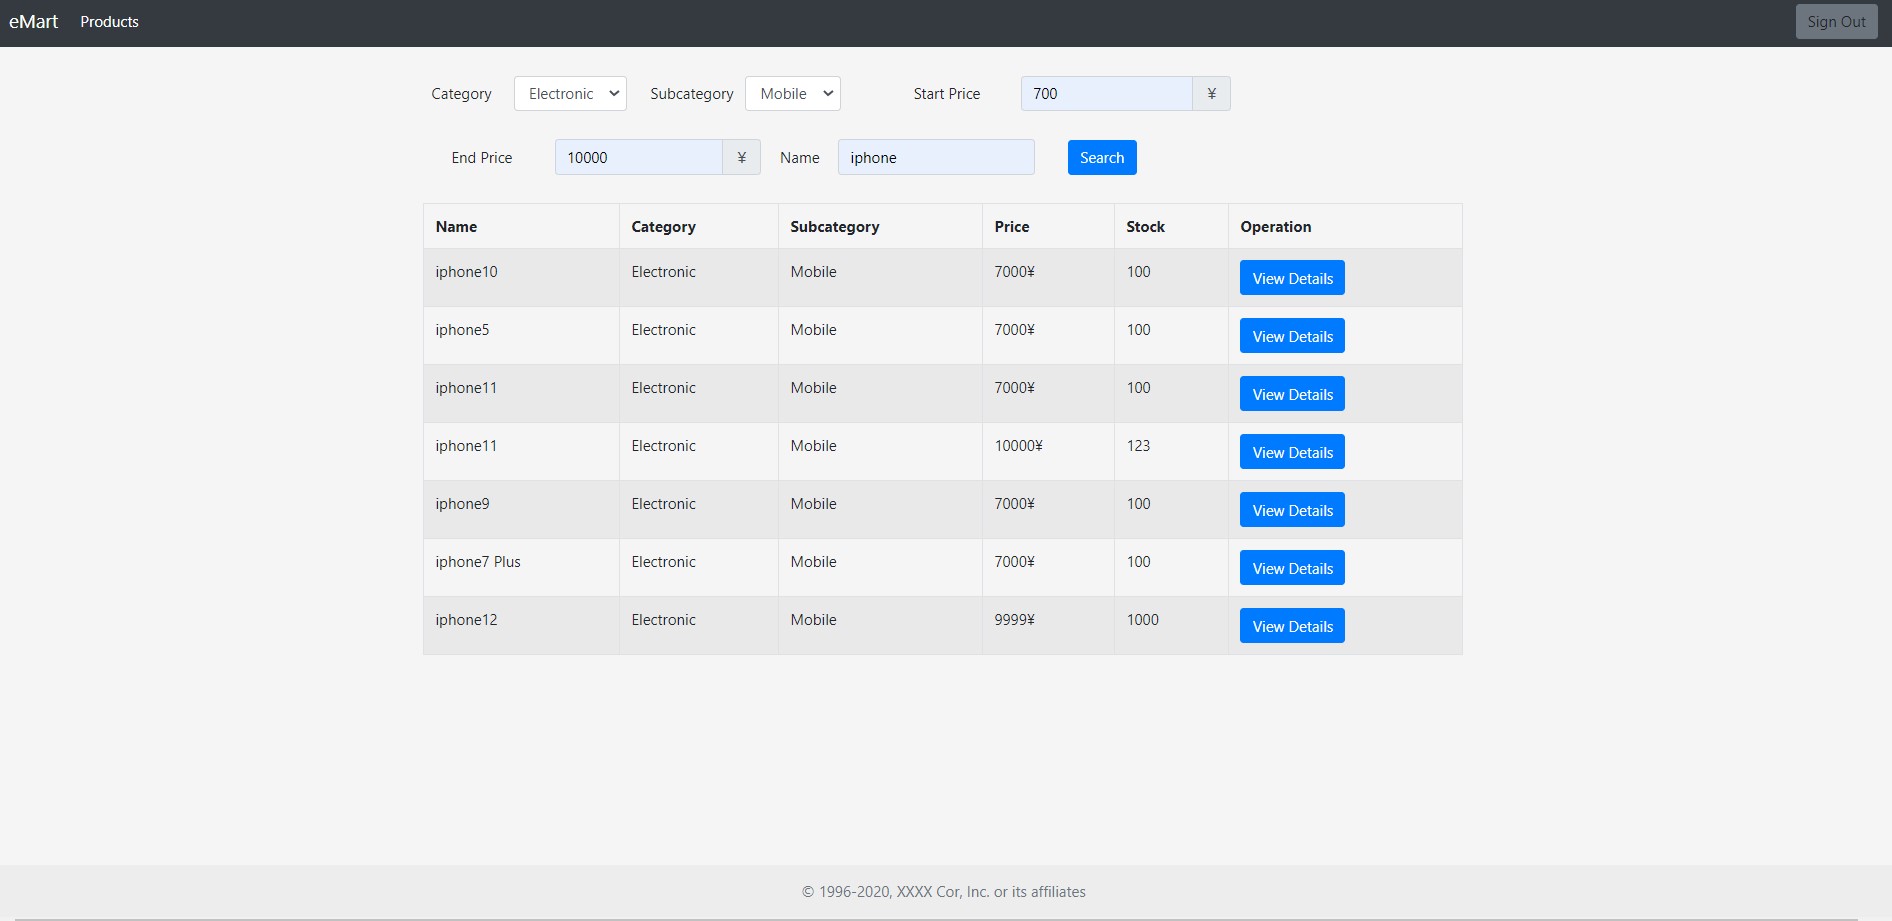 eMart Products Sign Out
Category Electronic Subcategory Mobile Start Price 700 ¥
End Price 10000 ¥ Name iphone Search
Name Category Subcategory Price Stock Operation
iphone10 Electronic Mobile 7000¥ 100 View Details
iphone5 Electronic Mobile 7000¥ 100 View Details
iphone11 Electronic Mobile 7000¥ 100 View Details
iphone11 Electronic Mobile 10000¥ 123 View Details
iphone9 Electronic Mobile 7000¥ 100 View Details
iphone7 Plus Electronic Mobile 7000¥ 100 View Details
iphone12 Electronic Mobile 9999¥ 1000 View Details
© 1996-2020, XXXX Cor, Inc. or its affiliates